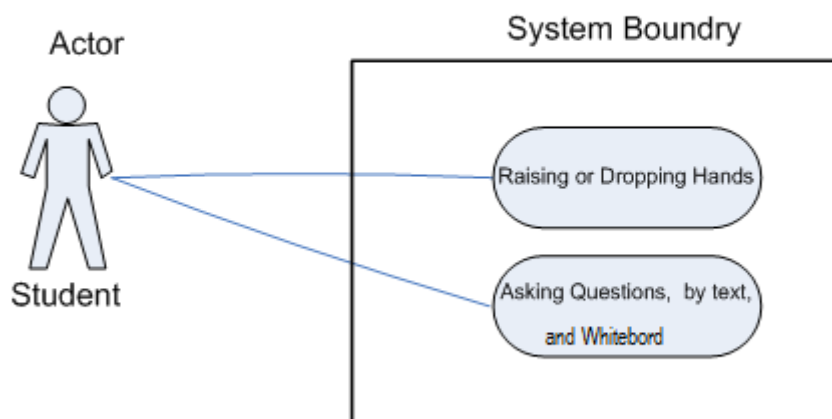 System Boundry
Actor
Raising or Dropping Hands
Student
Asking Questions,  by text,
and Whitebord